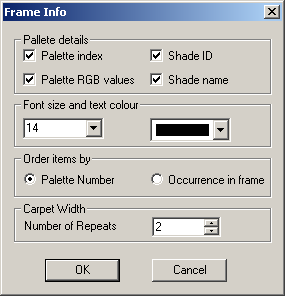 Frame Info
Pallete details
Palette index
Shade ID
Palette RGB values
Shade name
Font size and text colour
14
Order items by
Palette Number
Occurrence in frame
Carpet Width
Number of Repeats
2
OK
Cancel